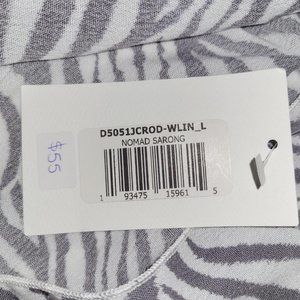 D5051JCROD-WLIN_L
NOMAD SARONG
1 93475 15961 5
$55